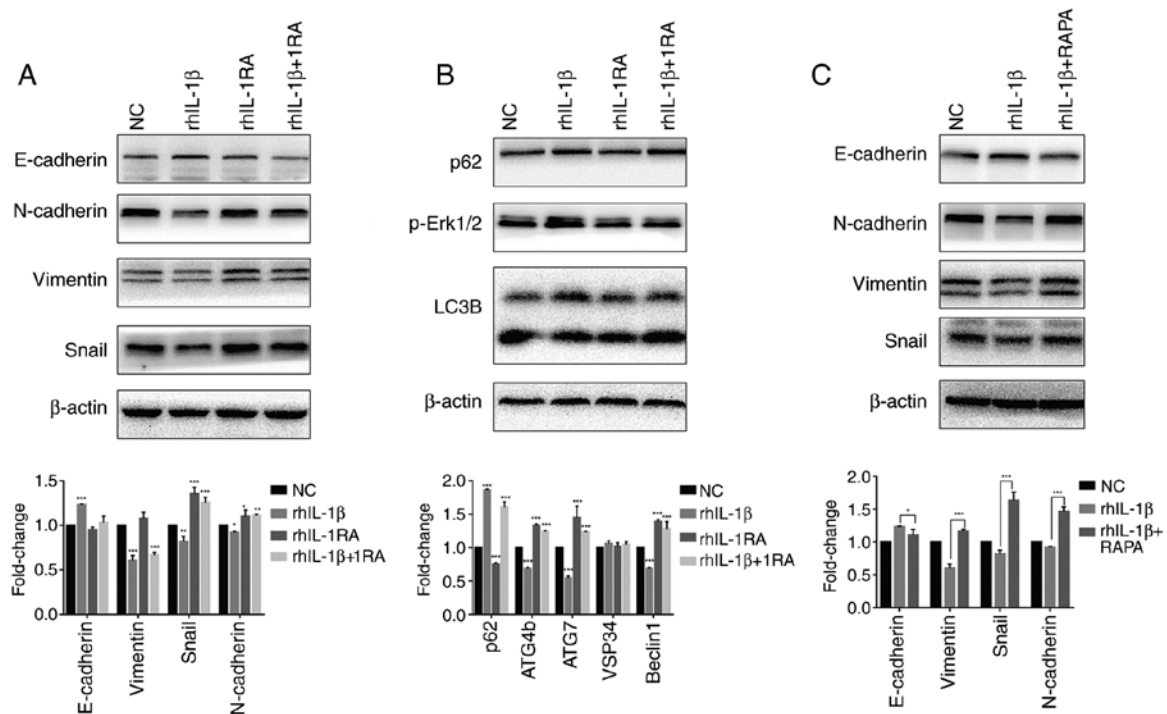 A
NC
rhIL-1β
rhIL-1RA
rhIL-1β+1RA
E-cadherin
N-cadherin
Vimentin
Snail
β-actin
1.5
1.0
0.5
0.0
Fold-change
***
***
***
**
***
***
*
*
**
NC
rhIL-1β
rhIL-1RA
rhIL-1β+1RA
E-cadherin
Vimentin
Snail
N-cadherin
B
NC
rhIL-1β
rhIL-1RA
rhIL-1β+1RA
p62
p-Erk1/2
LC3B
β-actin
2.0
1.5
1.0
0.5
0.0
Fold-change
***
***
***
***
***
***
***
***
***
***
***
***
NC
rhIL-1β
rhIL-1RA
rhIL-1β+1RA
p62
ATG4b
ATG7
VSP34
Beclin1
C
NC
rhIL-1β
rhIL-1β+RAPA
E-cadherin
N-cadherin
Vimentin
Snail
β-actin
2.0
1.5
1.0
0.5
0.0
Fold-change
*
***
***
***
NC
rhIL-1β
rhIL-1β+
RAPA
E-cadherin
Vimentin
Snail
N-cadherin